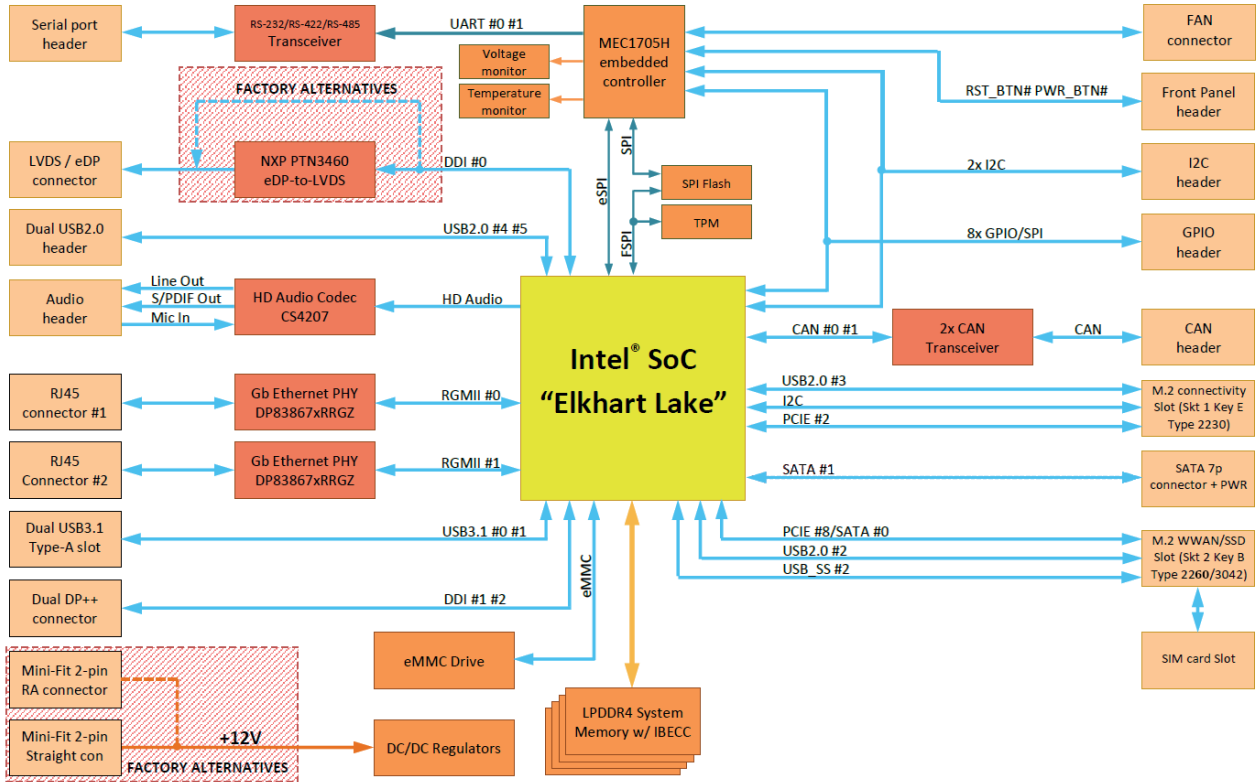 Serial port
header
RS-232/RS-422/RS-485
Transceiver
UART #0 #1
MEC1705H
embedded
controller
Voltage
monitor
Temperature
monitor
FAN
connector
RST_BTN# PWR_BTN#
Front Panel
header
FACTORY ALTERNATIVES
LVDS / eDP
connector
NXP PTN3460
eDP-to-LVDS
DDI #0
eSPI
SPI
FSPI
SPI Flash
TPM
2x I2C
I2C
header
Dual USB2.0
header
USB2.0 #4 #5
8x GPIO/SPI
GPIO
header
Audio
header
Line Out
S/PDIF Out
Mic In
HD Audio Codec
CS4207
HD Audio
Intel® SoC
“Elkhart Lake”
CAN #0 #1
2x CAN
Transceiver
CAN
CAN
header
RJ45
connector #1
Gb Ethernet PHY
DP83867xRRGZ
RGMII #0
USB2.0 #3
I2C
PCIE #2
M.2 connectivity
Slot (Skt 1 Key E
Type 2230)
RJ45
Connector #2
Gb Ethernet PHY
DP83867xRRGZ
RGMII #1
SATA #1
SATA 7p
connector + PWR
Dual USB3.1
Type-A slot
USB3.1 #0 #1
PCIE #8/SATA #0
USB2.0 #2
USB_SS #2
M.2 WWAN/SSD
Slot (Skt 2 Key B
Type 2260/3042)
Dual DP++
connector
DDI #1 #2
eMMC
eMMC Drive
SIM card Slot
Mini-Fit 2-pin
RA connector
Mini-Fit 2-pin
Straight con
+12V
FACTORY ALTERNATIVES
DC/DC Regulators
LPDDR4 System
Memory w/ IBECC